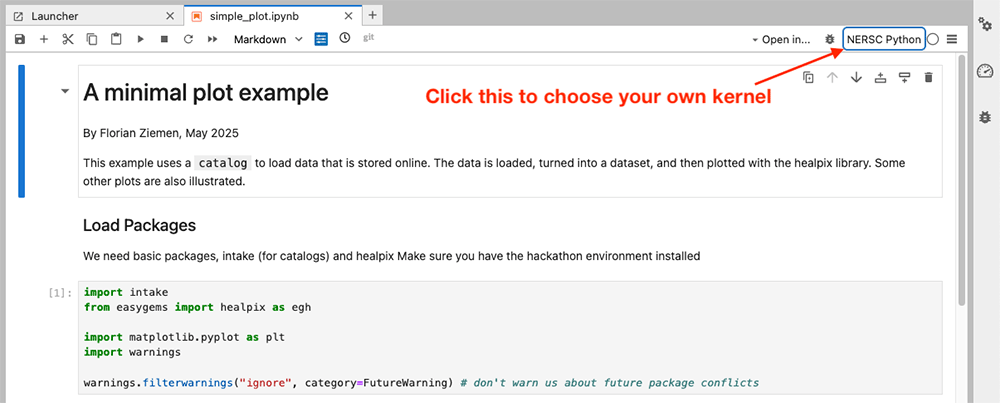 Launcher
simple_plot.ipynb
Markdown
git
Open in...
NERSC Python
Click this to choose your own kernel
A minimal plot example
By Florian Ziemen, May 2025
This example uses a catalog to load data that is stored online. The data is loaded, turned into a dataset, and then plotted with the healpix library. Some
other plots are also illustrated.
Load Packages
We need basic packages, intake (for catalogs) and healpix Make sure you have the hackathon environment installed
[1]:
import intake
from easygems import healpix as egh
import matplotlib.pyplot as plt
import warnings
warnings.filterwarnings("ignore", category=FutureWarning) # don't warn us about future package conflicts